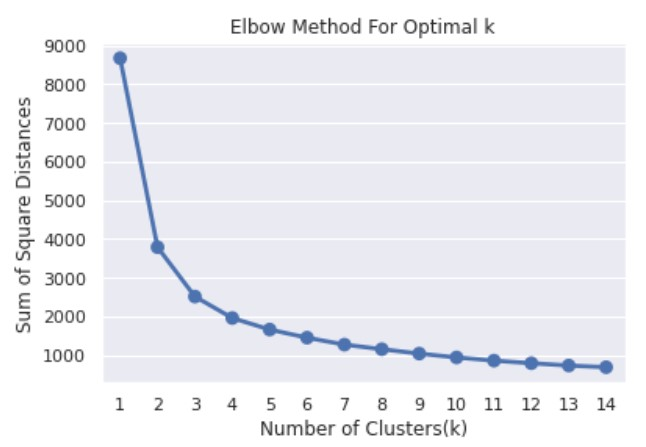 Elbow Method For Optimal k
Sum of Square Distances
9000
8000
7000
6000
5000
4000
3000
2000
1000
1 2 3 4 5 6 7 8 9 10 11 12 13 14
Number of Clusters(k)